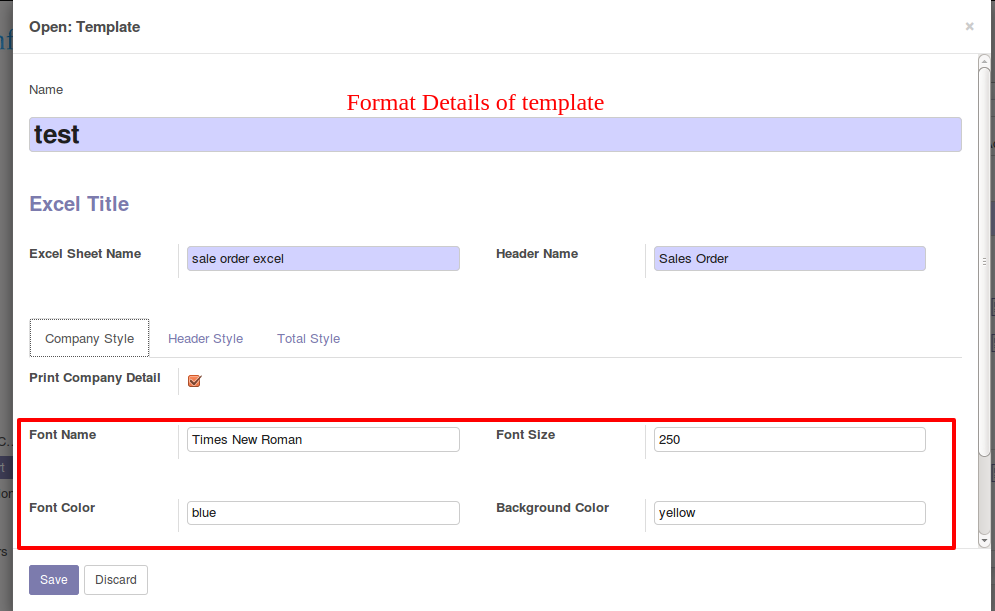 Open: Template ×
Name
Format Details of template
test
Excel Title
Excel Sheet Name sale order excel Header Name Sales Order
Company Style Header Style Total Style
Print Company Detail
Font Name Times New Roman Font Size 250
Font Color blue Background Color yellow
Save Discard